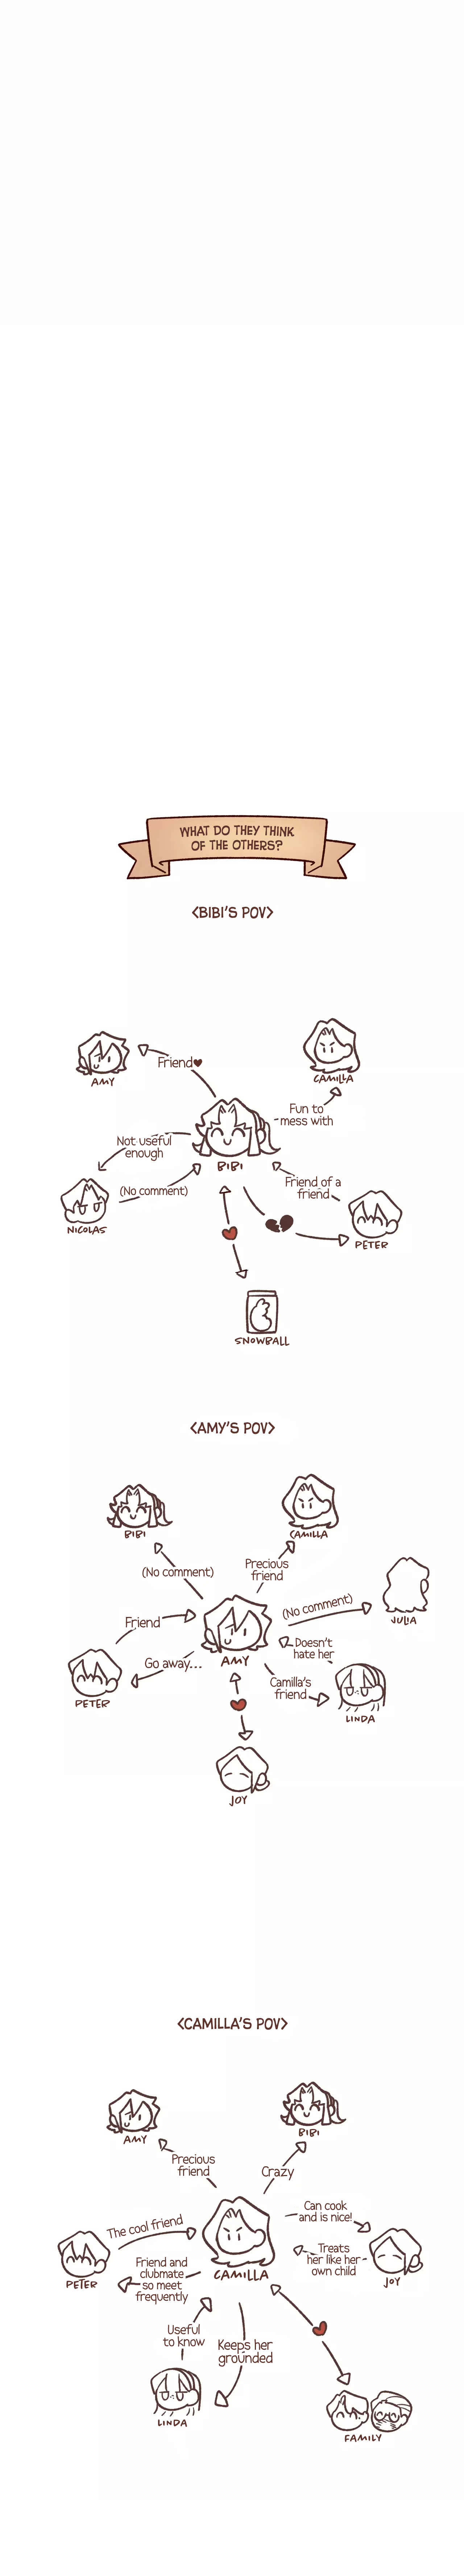 WHAT DO THEY THINK
OF THE OTHERS?
<BIBI'S POV>
AMY
Friend♥
CAMILLA
Fun to
mess with
Not useful
enough
BIBI
(No comment)
Friend of a
friend
NICOLAS
PETER
SNOWBALL
<AMY'S POV>
BIBI
CAMILLA
(No comment)
Precious
friend
(No comment)
JULIA
Friend
Doesn't
hate her
Go away...
AMY
Camilla's
friend
PETER
LINDA
JOY
<CAMILLA'S POV>
AMY
BIBI
Precious
friend
Crazy
Can cook
and is nice!
The cool friend
Treats
her like her
own child
Friend and
clubmate
so meet
frequently
PETER
CAMILLA
JOY
Useful
to know
Keeps her
grounded
LINDA
FAMILY